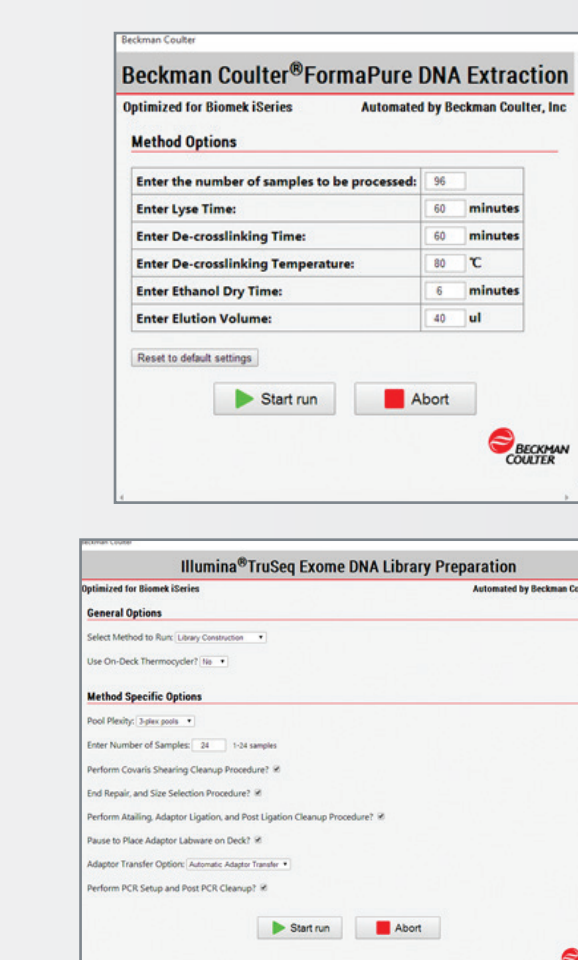 Beckman Coulter
Beckman Coulter®FormaPure DNA Extraction
Optimized for Biomek iSeries Automated by Beckman Coulter, Inc
Method Options
Enter the number of samples to be processed: 96
Enter Lyse Time: 60 minutes
Enter De-crosslinking Time: 60 minutes
Enter De-crosslinking Temperature: 80 ℃
Enter Ethanol Dry Time: 6 minutes
Enter Elution Volume: 40 ul
Reset to default settings
Start run Abort
BECKMAN
COULTER
Beckman Coulter
Illumina®TruSeq Exome DNA Library Preparation
Optimized for Biomek iSeries Automated by Beckman Co
General Options
Select Method to Run: Library Construction
Use On-Deck Thermocycler? No
Method Specific Options
Pool Plexity: 3-plex pools
Enter Number of Samples: 24 1-24 samples
Perform Covaris Shearing Cleanup Procedure?
End Repair, and Size Selection Procedure?
Perform Atailing, Adaptor Ligation, and Post Ligation Cleanup Procedure?
Pause to Place Adaptor Labware on Deck?
Adaptor Transfer Option: Automatic Adaptor Transfer
Perform PCR Setup and Post PCR Cleanup?
Start run Abort